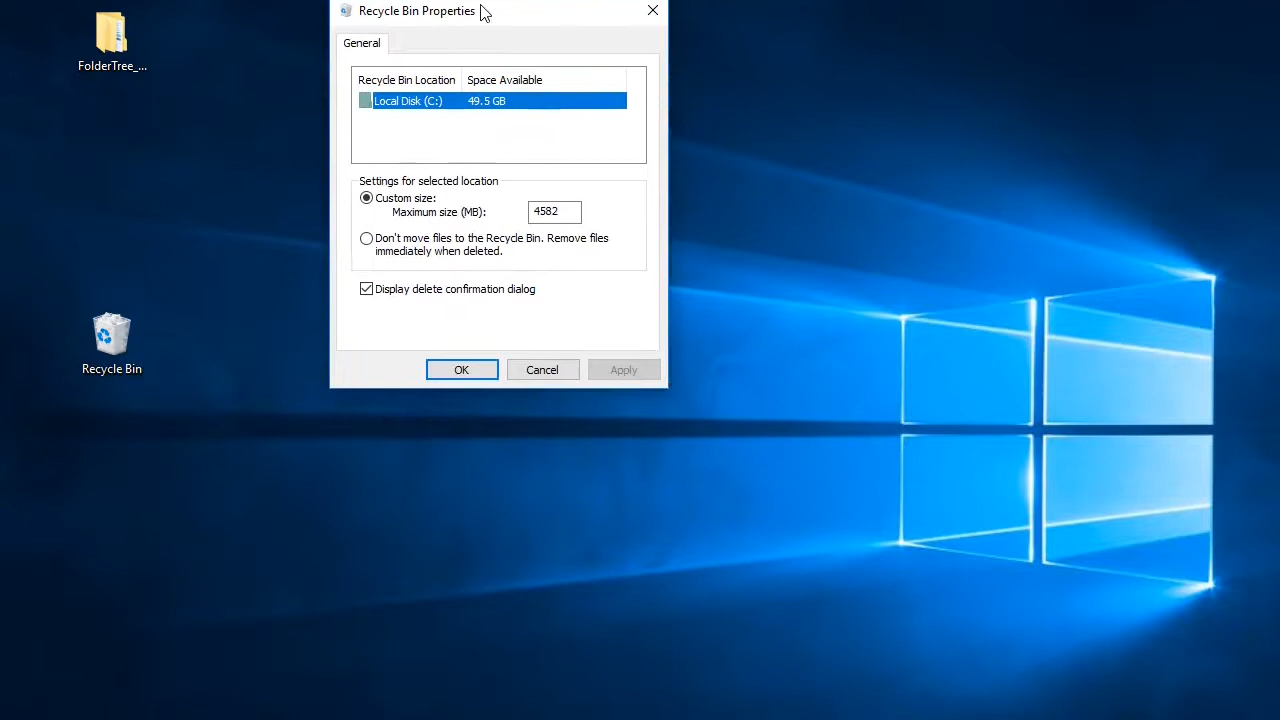 Recycle Bin Properties
FolderTree_...
General
Recycle Bin Location Space Available
Local Disk (C:) 49.5 GB
Settings for selected location
Custom size:
Maximum size (MB): 4582
Don't move files to the Recycle Bin. Remove files
immediately when deleted.
Display delete confirmation dialog
Recycle Bin
OK Cancel Apply